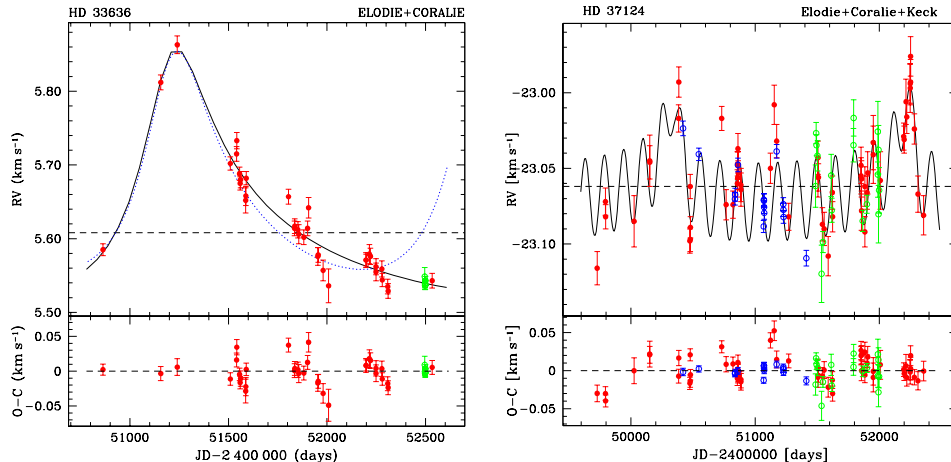 HD 33636 ELODIE+CORALIE
RV (km s⁻¹)
5.80
5.70
5.60
5.50
O−C (km s⁻¹)
0.05
0
−0.05
51000 51500 52000 52500
JD−2 400 000 (days)
HD 37124 Elodie+Coralie+Keck
RV [km s⁻¹]
−23.00
−23.05
−23.10
O−C [km s⁻¹]
0.05
0
−0.05
50000 51000 52000
JD−2400000 [days]